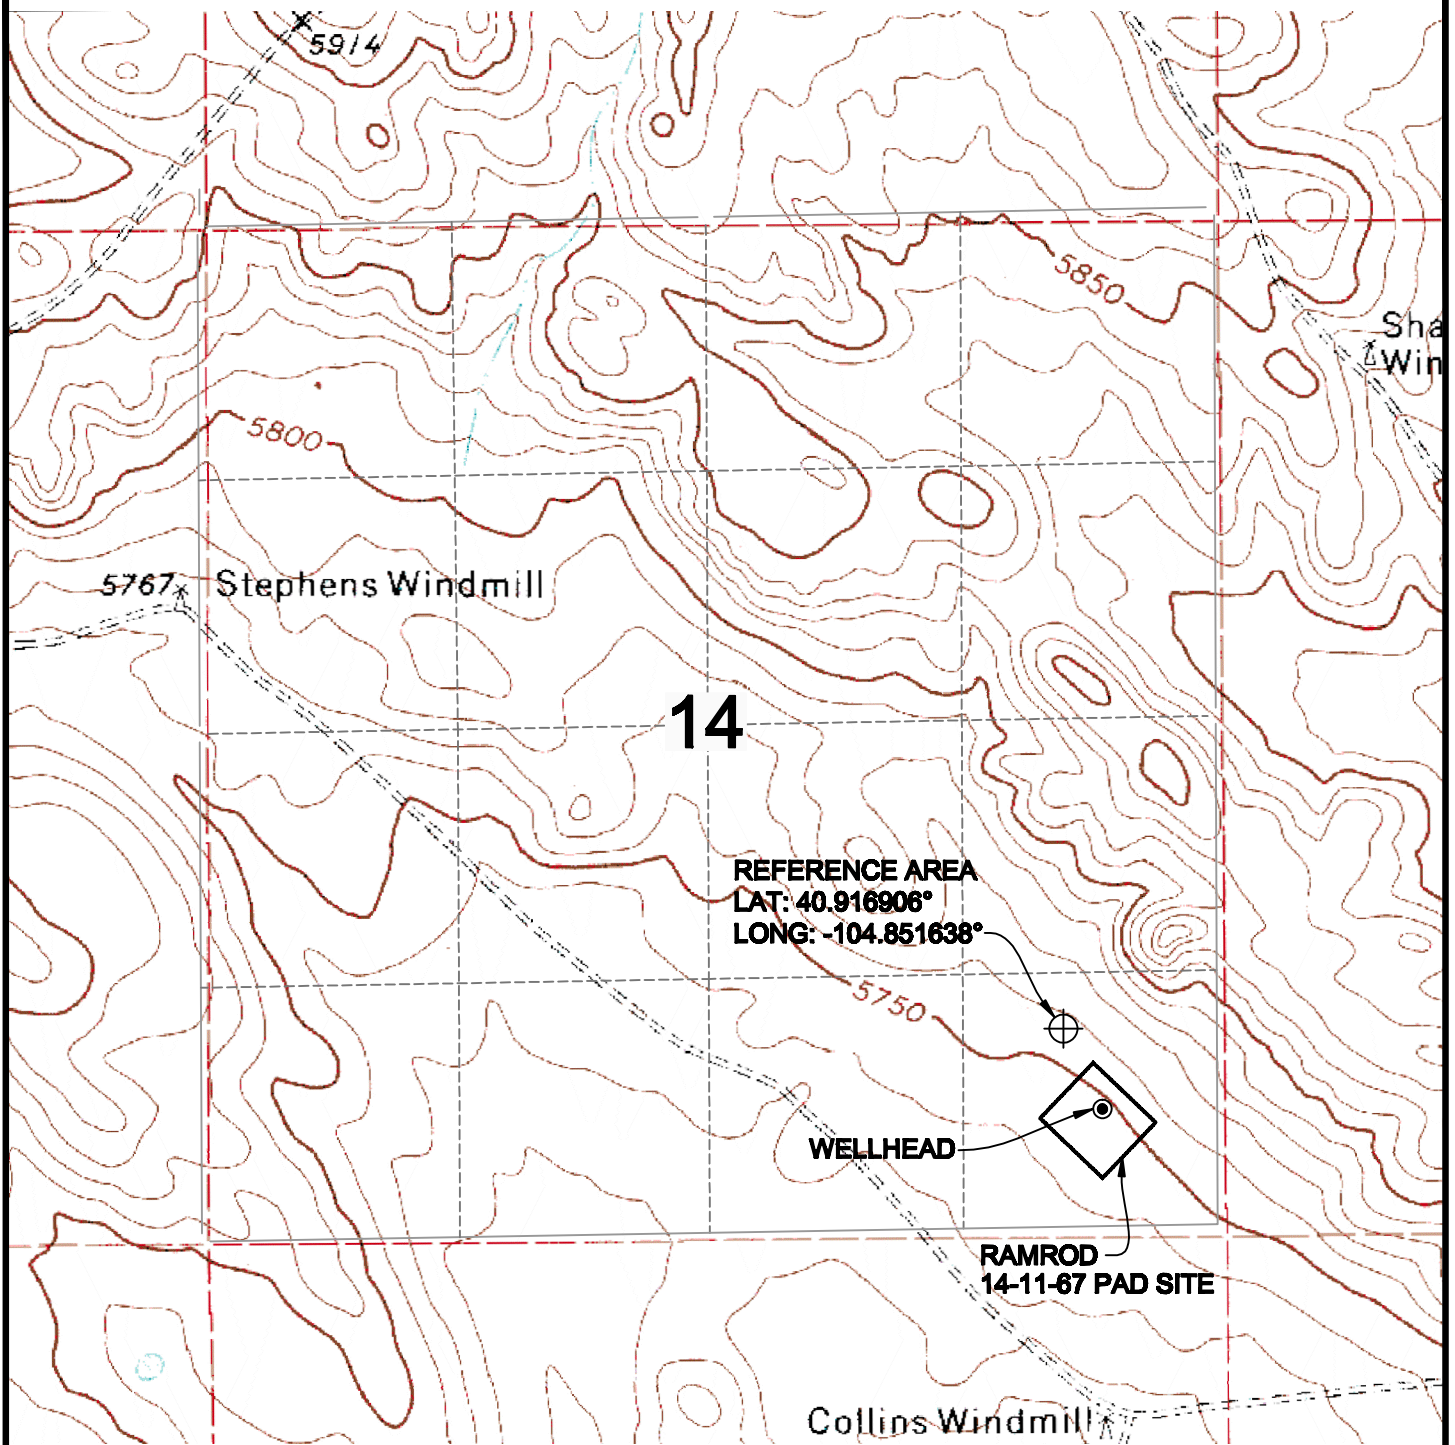 5914
5850
Sha
Win
5800
5767 Stephens Windmill
14
REFERENCE AREA
LAT: 40.916906°
LONG: -104.851638°
5750
WELLHEAD
RAMROD
14-11-67 PAD SITE
Collins Windmill